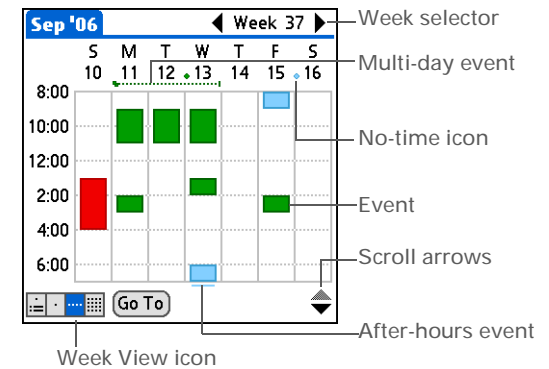 Sep '06
Week 37
Week selector
S M T W T F S
10 11 12 13 14 15 16
Multi-day event
8:00
10:00
No-time icon
12:00
2:00
Event
4:00
6:00
Scroll arrows
Go To
After-hours event
Week View icon